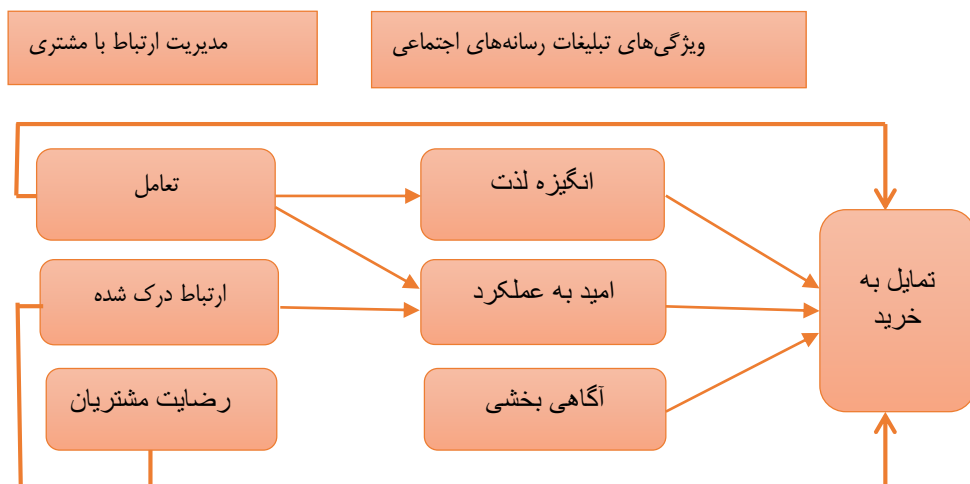 ویژگی‌های تبلیغات رسانه‌های اجتماعی
مدیریت ارتباط با مشتری
تعامل
انگیزه لذت
ارتباط درک شده
امید به عملکرد
تمایل به
خرید
رضایت مشتریان
آگاهی بخشی